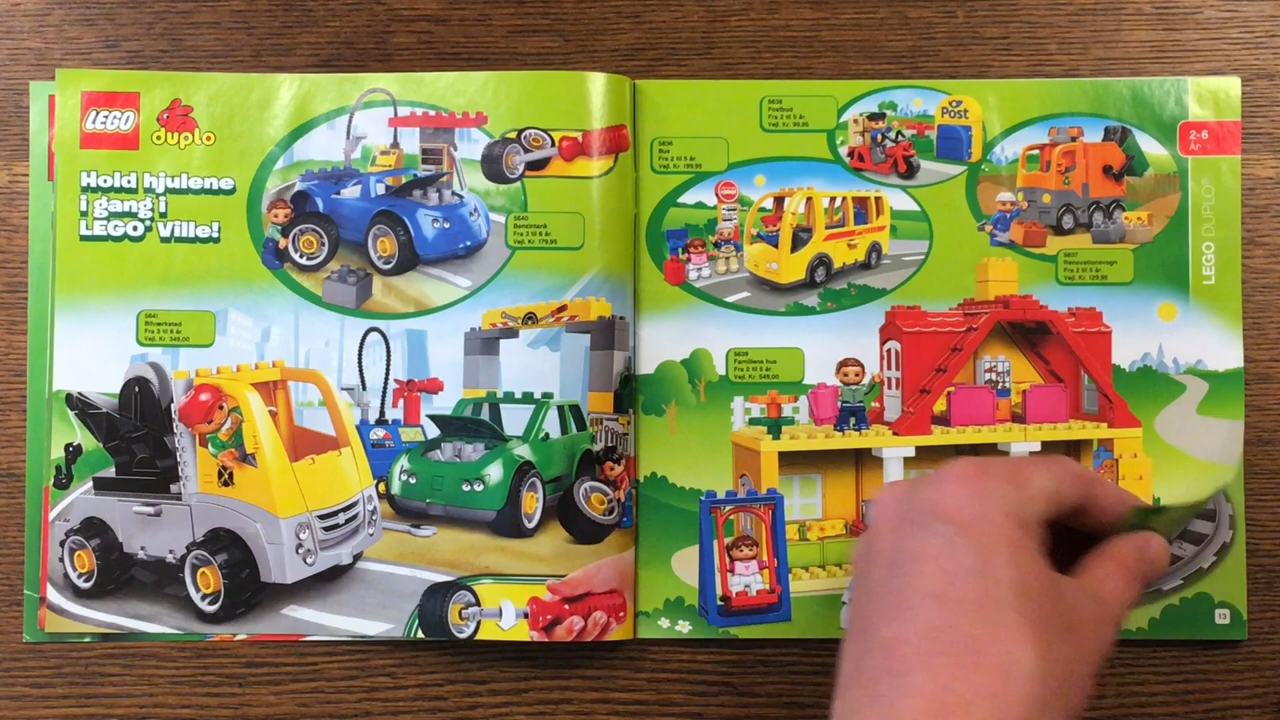 LEGO
duplo
Hold hjulene
i gang i
LEGO® Ville!
5640
Benzintank
Fra 3 til 6 år.
Vejl. Kr. 179,95
5641
Bilværksted
Fra 3 til 6 år.
Vejl. Kr. 349,00
5638
Postbud
Fra 2 til 5 år.
Vejl. Kr. 99,95
Post
5636
Bus
Fra 2 til 5 år.
Vejl. Kr. 199,95
5637
Renovationsvogn
Fra 2 til 5 år.
Vejl. Kr. 129,95
5639
Familiens hus
Fra 2 til 5 år.
Vejl. Kr. 549,00
2-6
År
LEGO DUPLO®
13